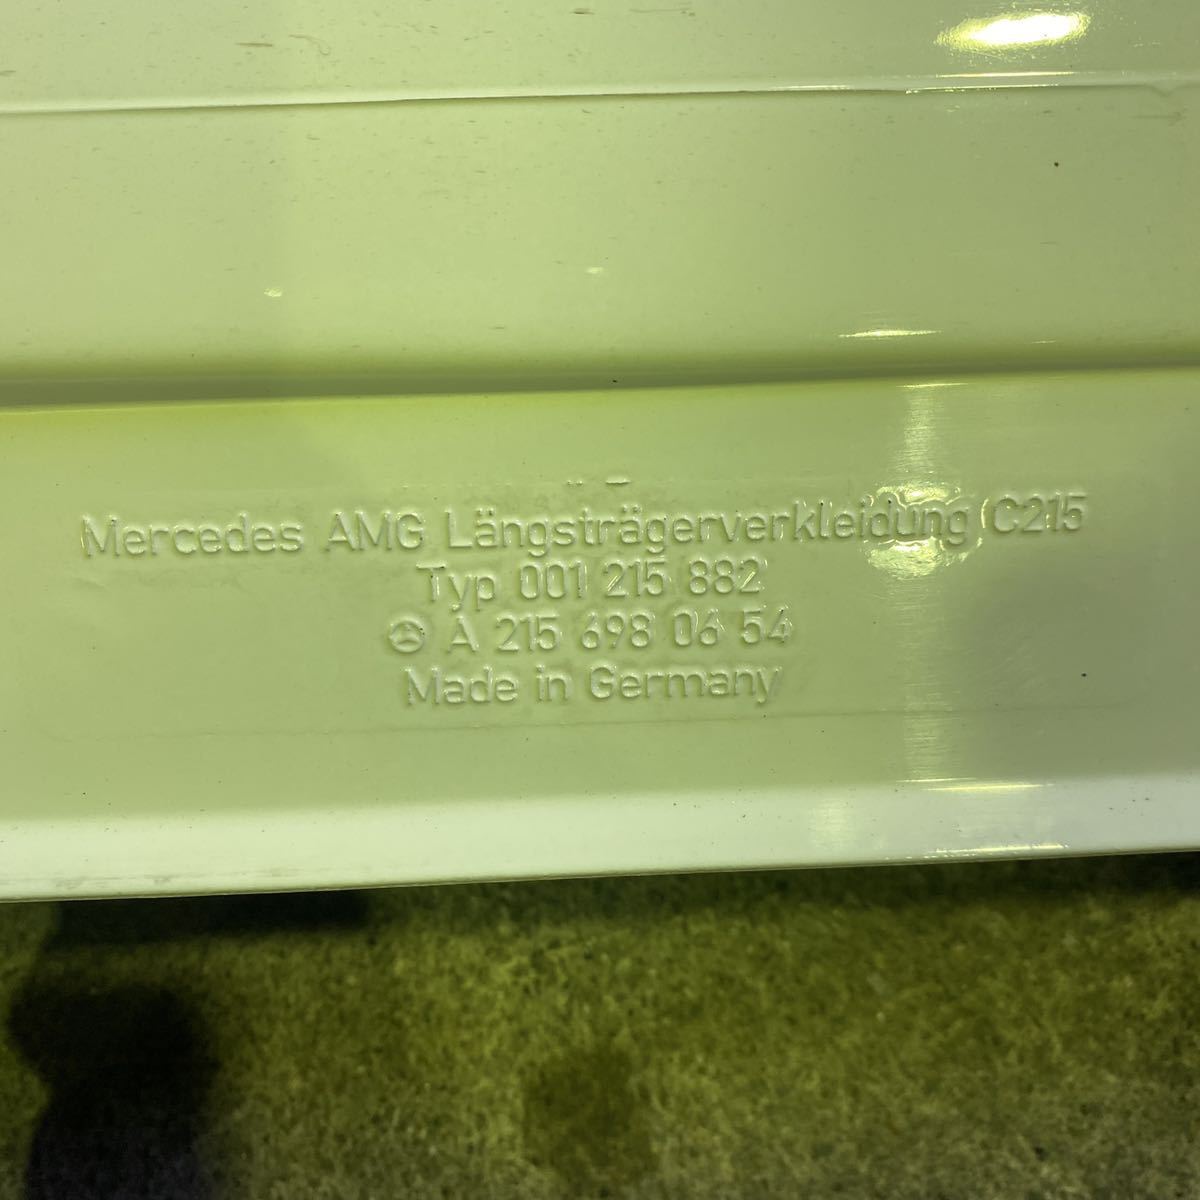 Mercedes AMG Längsträgerverkleidung C215
Typ 001 215 882
A 215 698 06 54
Made in Germany